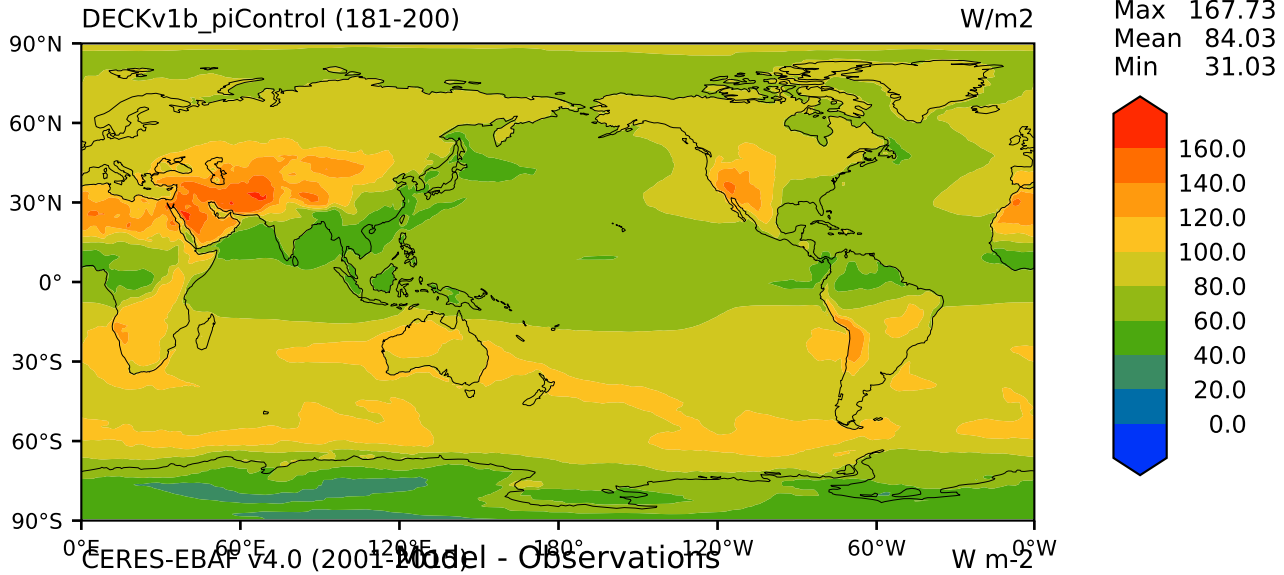 DECKv1b_piControl (181-200) W/m2
Max 167.73
Mean 84.03
Min 31.03
90°N
60°N
30°N
0°
30°S
60°S
90°S
160.0
140.0
120.0
100.0
80.0
60.0
40.0
20.0
0.0
0°E 60°E 120°E 180° 120°W 60°W 0°W
CERES-EBAF v4.0 (2001-2015) Model - Observations W m-2